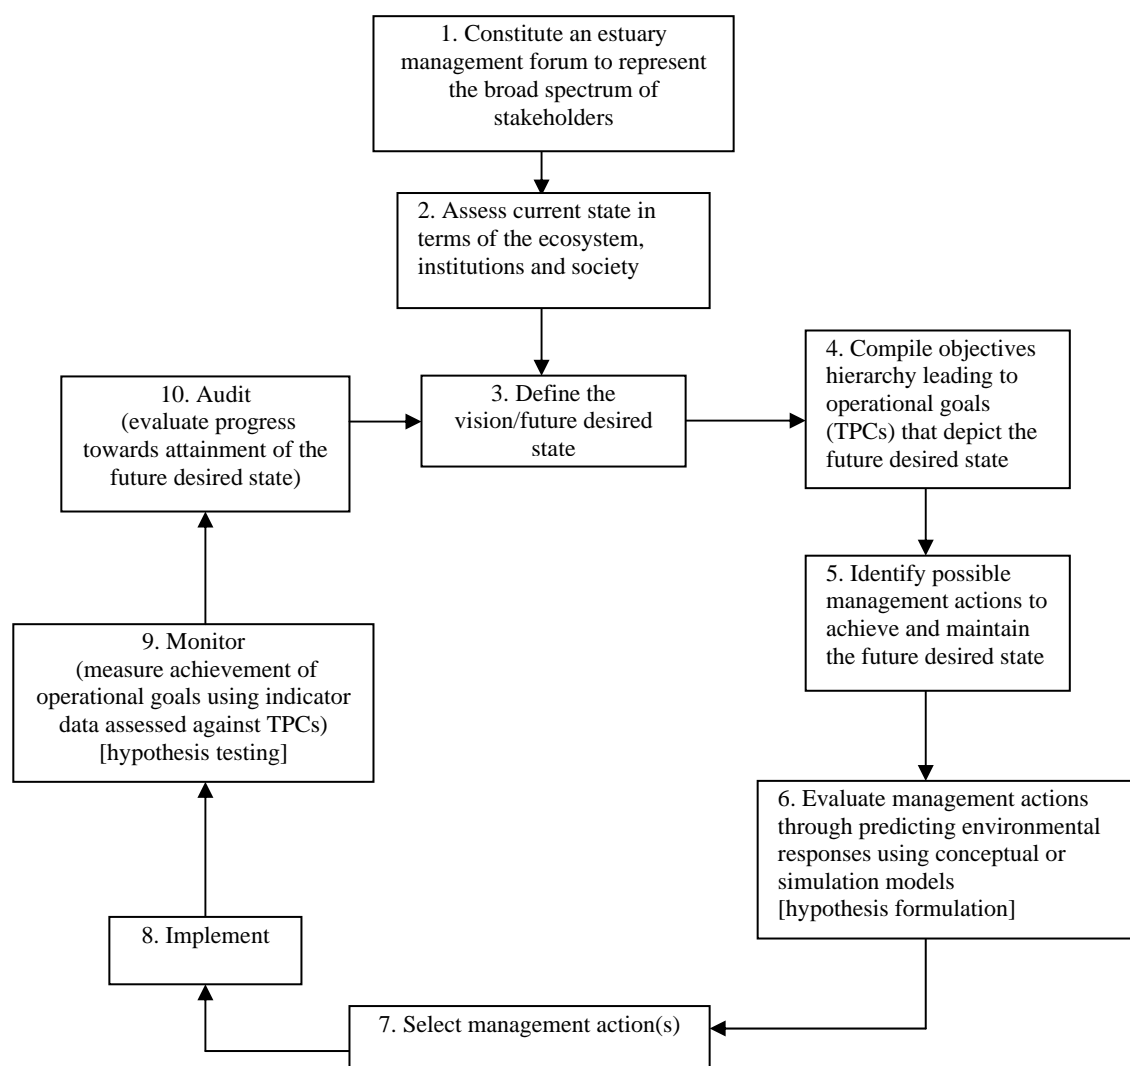 1. Constitute an estuary
management forum to represent
the broad spectrum of
stakeholders
2. Assess current state in
terms of the ecosystem,
institutions and society
3. Define the
vision/future desired
state
4. Compile objectives
hierarchy leading to
operational goals
(TPCs) that depict the
future desired state
5. Identify possible
management actions to
achieve and maintain
the future desired state
6. Evaluate management actions
through predicting environmental
responses using conceptual or
simulation models
[hypothesis formulation]
7. Select management action(s)
8. Implement
9. Monitor
(measure achievement of
operational goals using indicator
data assessed against TPCs)
[hypothesis testing]
10. Audit
(evaluate progress
towards attainment of the
future desired state)